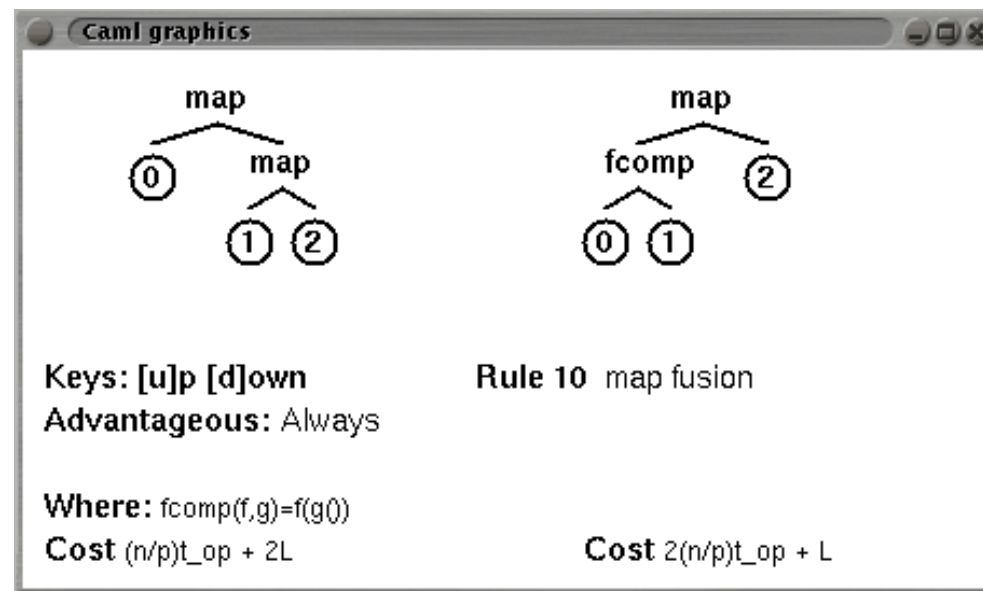 Caml graphics
map map
0 map fcomp 2
1 2 0 1
Keys: [u]p [d]own Rule 10 map fusion
Advantageous: Always
Where: fcomp(f,g)=f(g())
Cost (n/p)t_op + 2L Cost 2(n/p)t_op + L